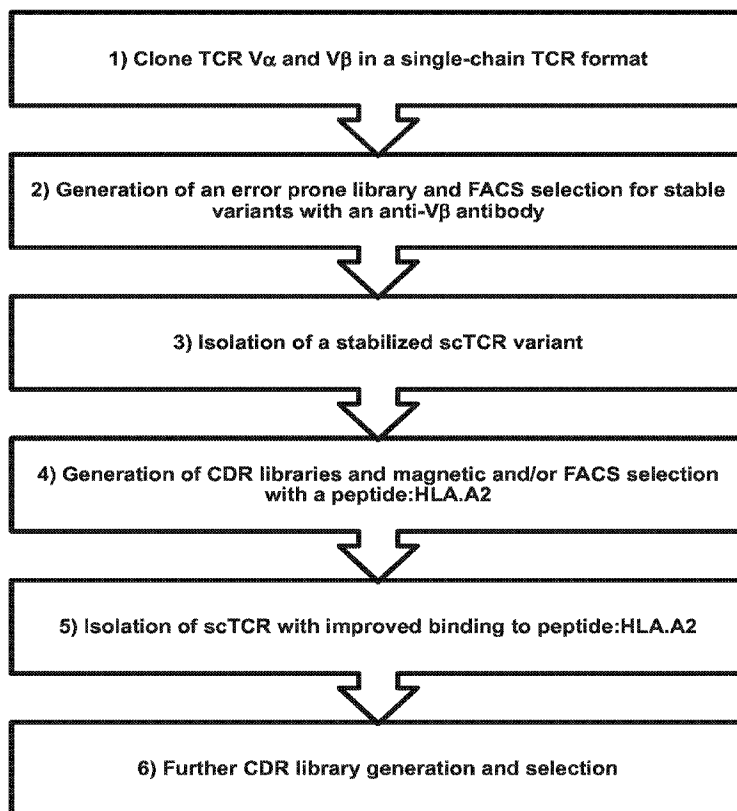 1) Clone TCR Vα and Vβ in a single-chain TCR format
2) Generation of an error prone library and FACS selection for stable
variants with an anti-Vβ antibody
3) Isolation of a stabilized scTCR variant
4) Generation of CDR libraries and magnetic and/or FACS selection
with a peptide:HLA.A2
5) Isolation of scTCR with improved binding to peptide:HLA.A2
6) Further CDR library generation and selection